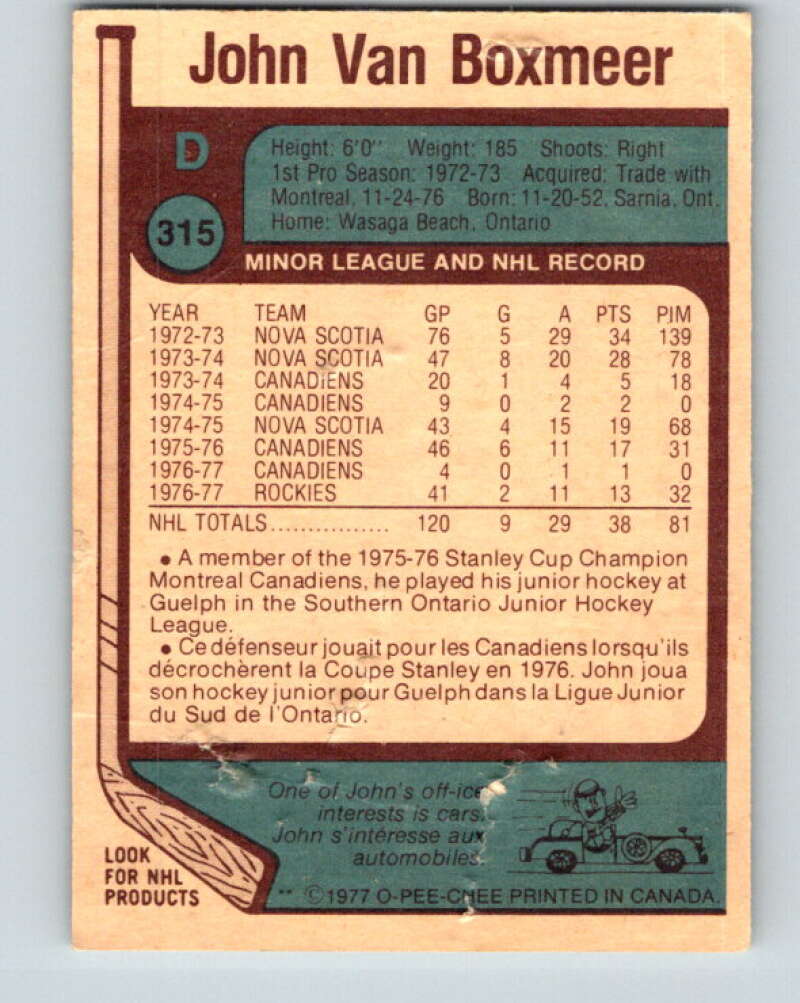 John Van Boxmeer
D
315
Height: 6'0'' Weight: 185 Shoots: Right
1st Pro Season: 1972-73 Acquired: Trade with
Montreal, 11-24-76 Born: 11-20-52, Sarnia, Ont.
Home: Wasaga Beach, Ontario
MINOR LEAGUE AND NHL RECORD
YEAR TEAM GP G A PTS PIM
1972-73 NOVA SCOTIA 76 5 29 34 139
1973-74 NOVA SCOTIA 47 8 20 28 78
1973-74 CANADIENS 20 1 4 5 18
1974-75 CANADIENS 9 0 2 2 0
1974-75 NOVA SCOTIA 43 4 15 19 68
1975-76 CANADIENS 46 6 11 17 31
1976-77 CANADIENS 4 0 1 1 0
1976-77 ROCKIES 41 2 11 13 32
NHL TOTALS................ 120 9 29 38 81
• A member of the 1975-76 Stanley Cup Champion
Montreal Canadiens, he played his junior hockey at
Guelph in the Southern Ontario Junior Hockey
League.
• Ce défenseur jouait pour les Canadiens lorsqu'ils
décrochèrent la Coupe Stanley en 1976. John joua
son hockey junior pour Guelph dans la Ligue Junior
du Sud de l'Ontario.
One of John's off-ice
interests is cars.
John s'intéresse aux
automobiles.
LOOK
FOR NHL
PRODUCTS
** ©1977 O-PEE-CHEE PRINTED IN CANADA.